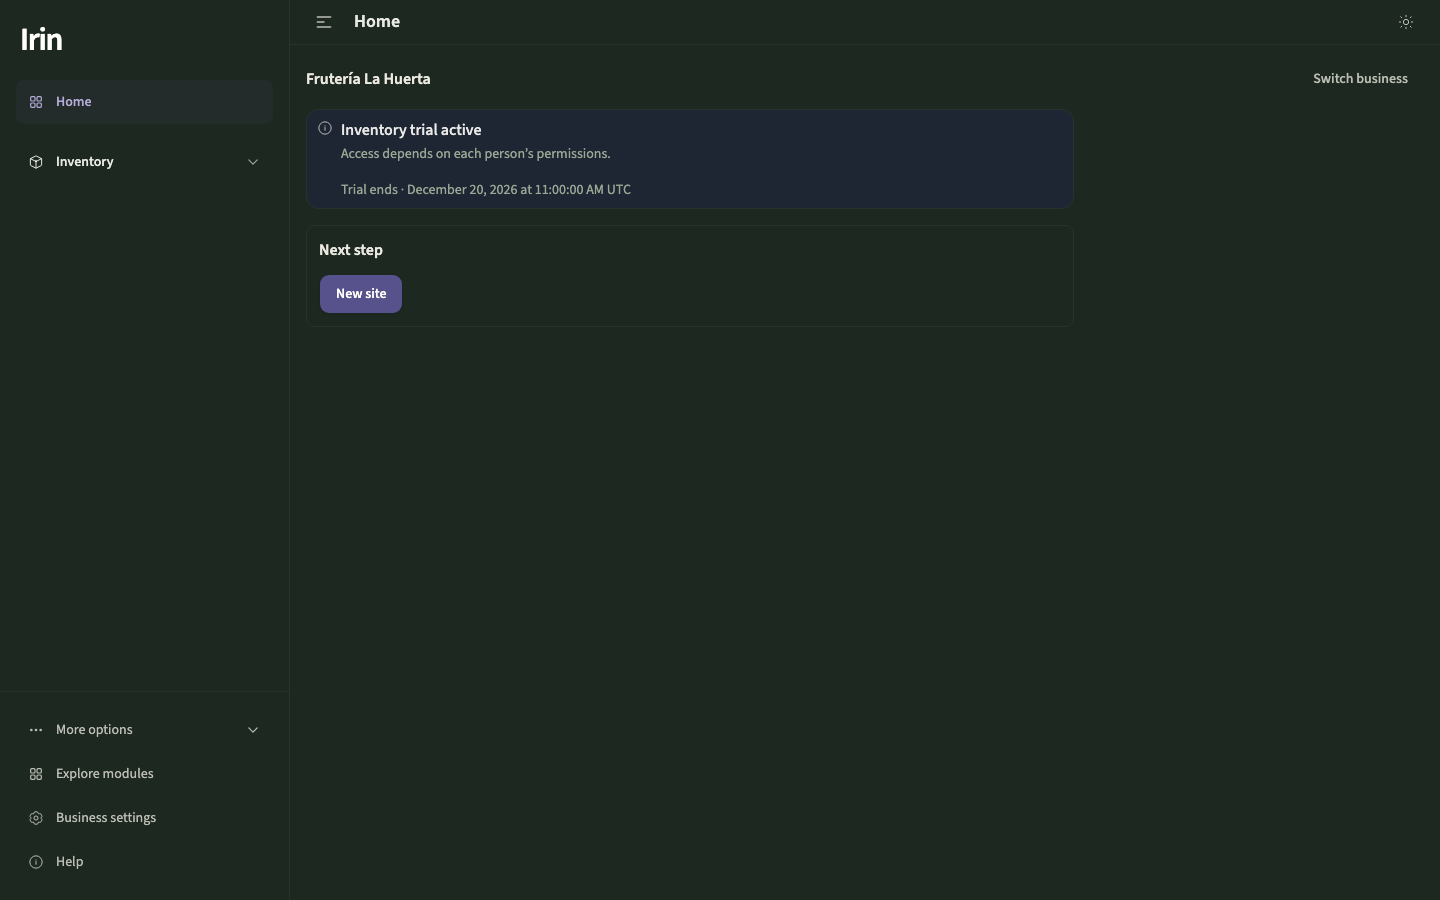 Irin
Home
Inventory
More options
Explore modules
Business settings
Help
Home
Frutería La Huerta
Switch business
Inventory trial active
Access depends on each person’s permissions.
Trial ends · December 20, 2026 at 11:00:00 AM UTC
Next step
New site